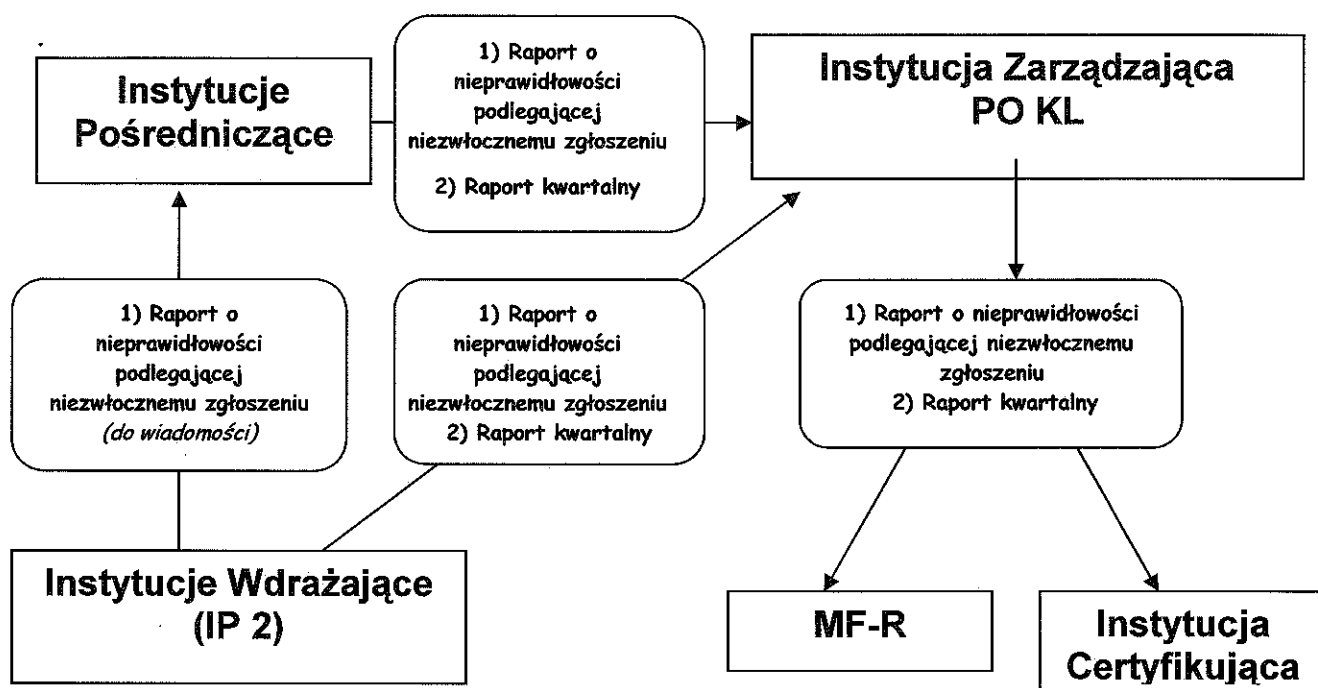 Instytucje
Pośredniczące
1) Raport o
nieprawidłowości
podlegającej
niezwłocznemu zgłoszeniu
2) Raport kwartalny
Instytucja Zarządzająca
PO KL
1) Raport o
nieprawidłowości
podlegającej
niezwłocznemu zgłoszeniu
(do wiadomości)
1) Raport o
nieprawidłowości
podlegającej
niezwłocznemu zgłoszeniu
2) Raport kwartalny
1) Raport o nieprawidłowości
podlegającej niezwłocznemu
zgłoszeniu
2) Raport kwartalny
Instytucje Wdrażające
(IP 2)
MF-R
Instytucja
Certyfikująca